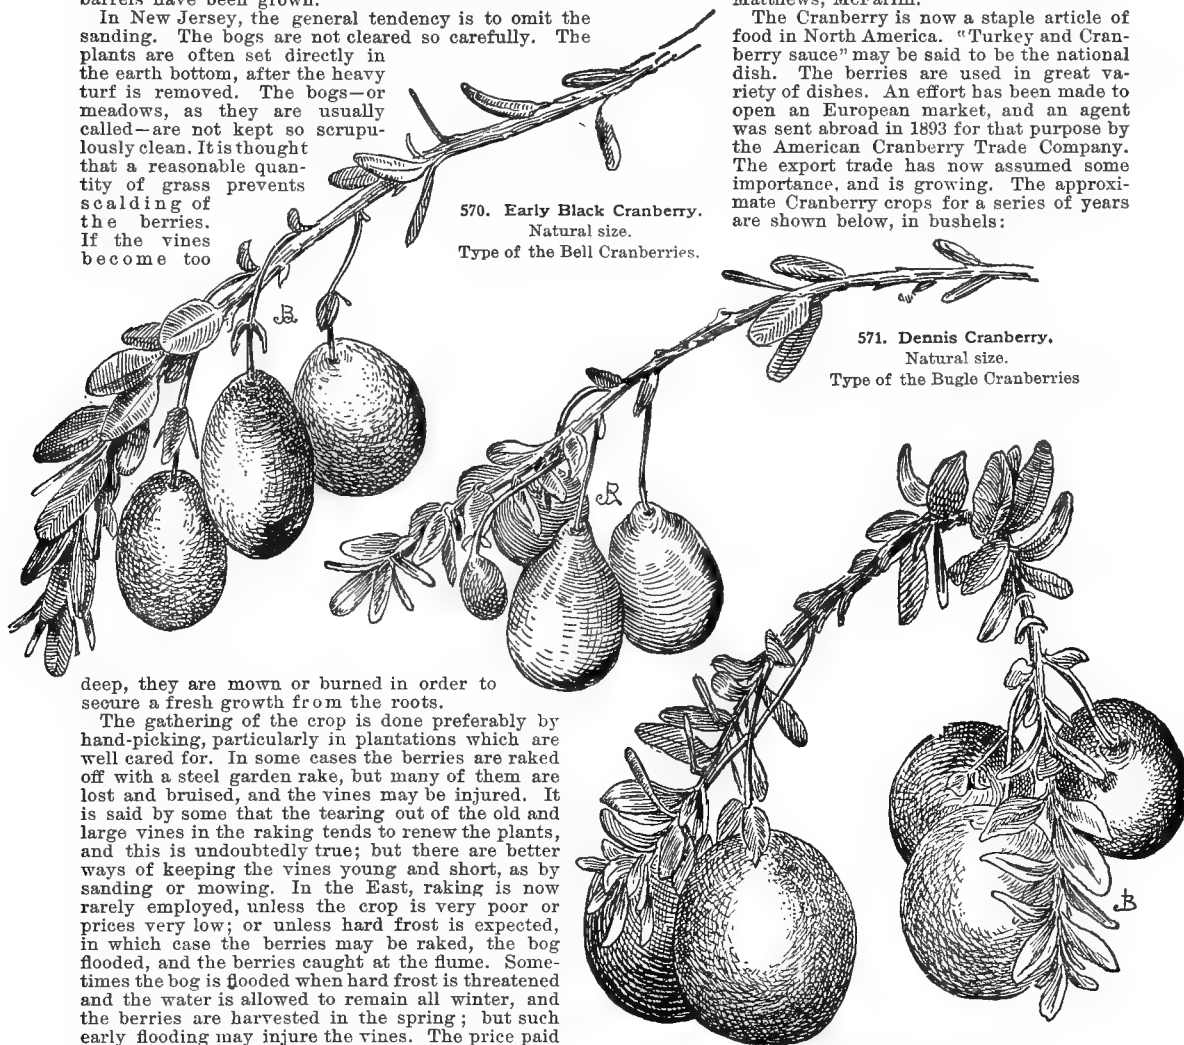 barrels have been grown.
In New Jersey, the general tendency is to omit the
sanding. The bogs are not cleared so carefully. The
plants are often set directly in
the earth bottom, after the heavy
turf is removed. The bogs—or
meadows, as they are usually
called—are not kept so scrupu-
lously clean. It is thought
that a reasonable quan-
tity of grass prevents
scalding of
the berries.
If the vines
become too
570. Early Black Cranberry.
Natural size.
Type of the Bell Cranberries.
deep, they are mown or burned in order to
secure a fresh growth from the roots.
The gathering of the crop is done preferably by
hand-picking, particularly in plantations which are
well cared for. In some cases the berries are raked
off with a steel garden rake, but many of them are
lost and bruised, and the vines may be injured. It
is said by some that the tearing out of the old and
large vines in the raking tends to renew the plants,
and this is undoubtedly true; but there are better
ways of keeping the vines young and short, as by
sanding or mowing. In the East, raking is now
rarely employed, unless the crop is very poor or
prices very low; or unless hard frost is expected,
in which case the berries may be raked, the bog
flooded, and the berries caught at the flume. Some-
times the bog is flooded when hard frost is threatened
and the water is allowed to remain all winter, and
the berries are harvested in the spring; but such
early flooding may injure the vines. The price paid
Matthews, McFarlin.
The Cranberry is now a staple article of
food in North America. "Turkey and Cran-
berry sauce" may be said to be the national
dish. The berries are used in great va-
riety of dishes. An effort has been made to
open an European market, and an agent
was sent abroad in 1893 for that purpose by
the American Cranberry Trade Company.
The export trade has now assumed some
importance, and is growing. The approxi-
mate Cranberry crops for a series of years
are shown below, in bushels:
571. Dennis Cranberry.
Natural size.
Type of the Bugle Cranberries